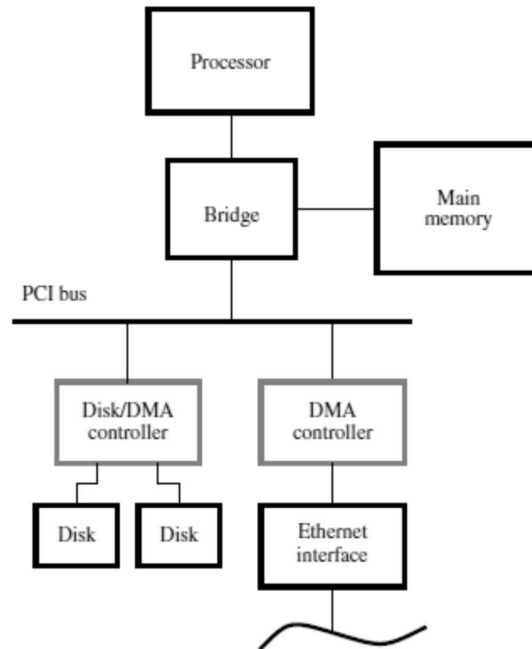 Processor
Bridge
Main
memory
PCI bus
Disk/DMA
controller
DMA
controller
Disk
Disk
Ethernet
interface